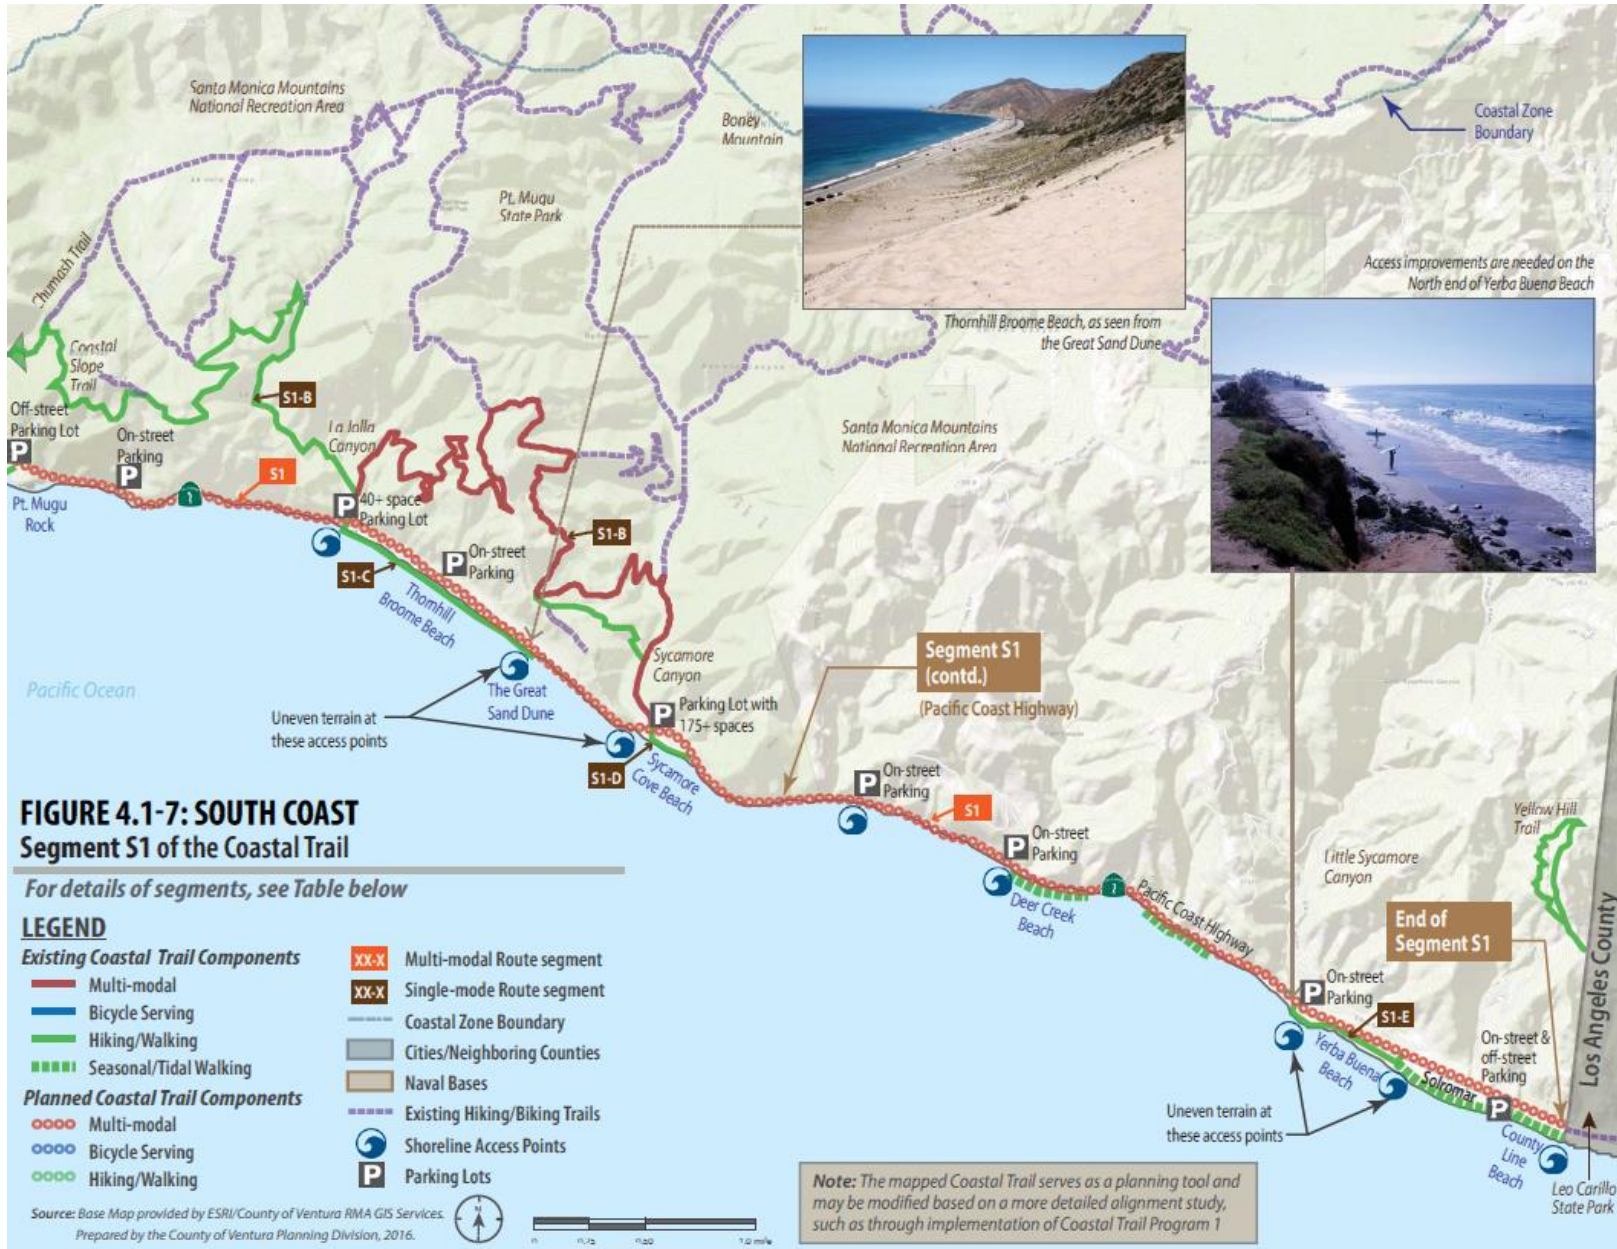 Santa Monica Mountains
National Recreation Area
Boney
Mountain
Coastal Zone
Boundary
Pt. Mugu
State Park
Chumash Trail
Access improvements are needed on the
North end of Yerba Buena Beach
Thornhill Broome Beach, as seen from
the Great Sand Dune
Coastal
Slope
Trail
S1-B
Off-street
Parking Lot
P
On-street
Parking
P
La Jolla
Canyon
Santa Monica Mountains
National Recreation Area
S1
1
Pt. Mugu
Rock
P
40+ space
Parking Lot
S1-B
On-street
Parking
P
S1-C
Thornhill
Broome Beach
Sycamore
Canyon
Segment S1
(contd.)
(Pacific Coast Highway)
Pacific Ocean
The Great
Sand Dune
Uneven terrain at
these access points
P
Parking Lot with
175+ spaces
S1-D
Sycamore
Cove Beach
On-street
Parking
P
S1
On-street
Parking
P
Yellow Hill
Trail
Little Sycamore
Canyon
Deer Creek
Beach
1
Pacific Coast Highway
End of
Segment S1
Los Angeles County
On-street
Parking
P
S1-E
Yerba Buena
Beach
Solromar
On-street &
off-street
Parking
P
Uneven terrain at
these access points
County
Line
Beach
Leo Carillo
State Park
FIGURE 4.1-7: SOUTH COAST
Segment S1 of the Coastal Trail
For details of segments, see Table below
LEGEND
Existing Coastal Trail Components
Multi-modal
Bicycle Serving
Hiking/Walking
Seasonal/Tidal Walking
Planned Coastal Trail Components
Multi-modal
Bicycle Serving
Hiking/Walking
XX-X Multi-modal Route segment
XX-X Single-mode Route segment
Coastal Zone Boundary
Cities/Neighboring Counties
Naval Bases
Existing Hiking/Biking Trails
Shoreline Access Points
P Parking Lots
Source: Base Map provided by ESRI/County of Ventura RMA GIS Services.
Prepared by the County of Ventura Planning Division, 2016.
N
Note: The mapped Coastal Trail serves as a planning tool and
may be modified based on a more detailed alignment study,
such as through implementation of Coastal Trail Program 1